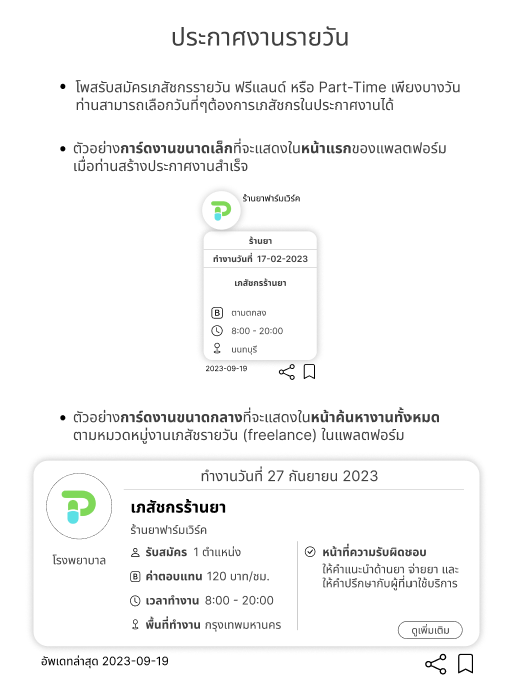 ประกาศงานรายวัน
โพสรับสมัครเภสัชกรรายวัน ฟรีแลนด์ หรือ Part-Time เพียงบางวัน
ท่านสามารถเลือกวันที่ๆต้องการเภสัชกรในประกาศงานได้
ตัวอย่างการ์ดงานขนาดเล็กที่จะแสดงในหน้าแรกของแพลตฟอร์ม
เมื่อท่านสร้างประกาศงานสำเร็จ
ร้านยาฟาร์มเวิร์ค
ร้านยา
ทำงานวันที่ 17-02-2023
เภสัชกรร้านยา
B ตามตกลง
8:00 - 20:00
นนทบุรี
2023-09-19
ตัวอย่างการ์ดงานขนาดกลางที่จะแสดงในหน้าค้นหางานทั้งหมด
ตามหมวดหมู่งานเภสัชรายวัน (freelance) ในแพลตฟอร์ม
ทำงานวันที่ 27 กันยายน 2023
เภสัชกรร้านยา
ร้านยาฟาร์มเวิร์ค
โรงพยาบาล
รับสมัคร 1 ตำแหน่ง
B ค่าตอบแทน 120 บาท/ชม.
เวลาทำงาน 8:00 - 20:00
พื้นที่ทำงาน กรุงเทพมหานคร
หน้าที่ความรับผิดชอบ
ให้คำแนะนำด้านยา จ่ายยา และ
ให้คำปรึกษากับผู้ที่มาใช้บริการ
ดูเพิ่มเติม
อัพเดทล่าสุด 2023-09-19